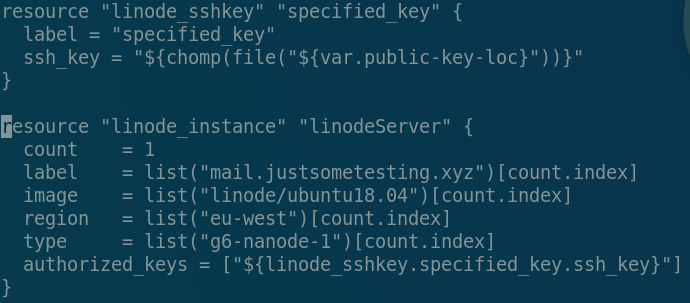 resource "linode_sshkey" "specified_key" {
  label = "specified_key"
  ssh_key = "${chomp(file("${var.public-key-loc}"))}"
}

resource "linode_instance" "linodeServer" {
  count    = 1
  label    = list("mail.justsometesting.xyz")[count.index]
  image    = list("linode/ubuntu18.04")[count.index]
  region   = list("eu-west")[count.index]
  type     = list("g6-nanode-1")[count.index]
  authorized_keys = ["${linode_sshkey.specified_key.ssh_key}"]
}